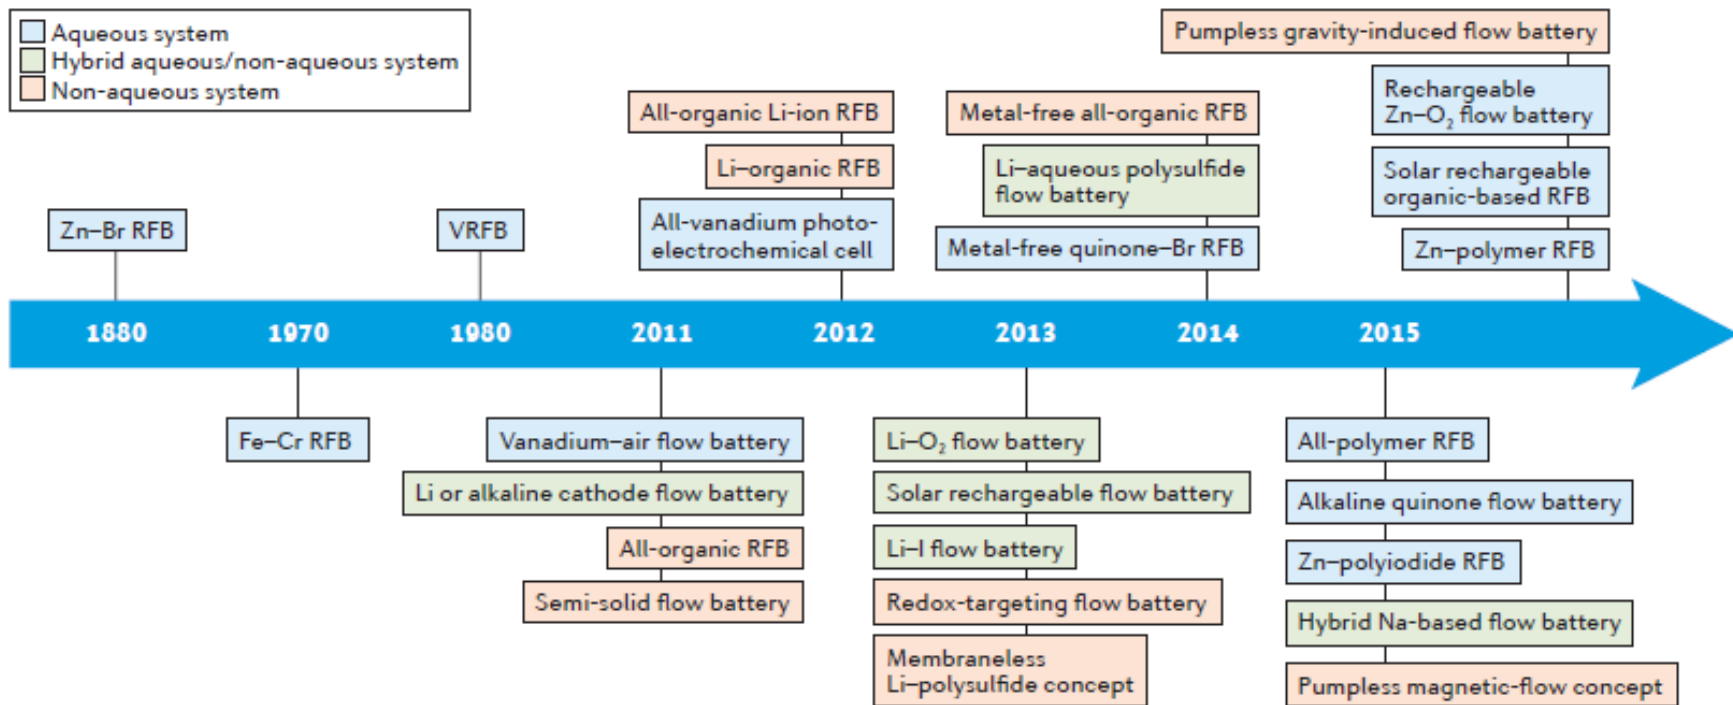 Aqueous system
Hybrid aqueous/non-aqueous system
Non-aqueous system
Pumpless gravity-induced flow battery
Rechargeable
Zn–O₂ flow battery
Solar rechargeable
organic-based RFB
Zn–polymer RFB
All-organic Li-ion RFB
Li–organic RFB
All-vanadium photo-
electrochemical cell
Metal-free all-organic RFB
Li–aqueous polysulfide
flow battery
Metal-free quinone–Br RFB
Zn–Br RFB
VRFB
1880
1970
1980
2011
2012
2013
2014
2015
Fe–Cr RFB
Vanadium–air flow battery
Li or alkaline cathode flow battery
All-organic RFB
Semi-solid flow battery
Li–O₂ flow battery
Solar rechargeable flow battery
Li–I flow battery
Redox-targeting flow battery
Membraneless
Li–polysulfide concept
All-polymer RFB
Alkaline quinone flow battery
Zn–polyiodide RFB
Hybrid Na-based flow battery
Pumpless magnetic-flow concept